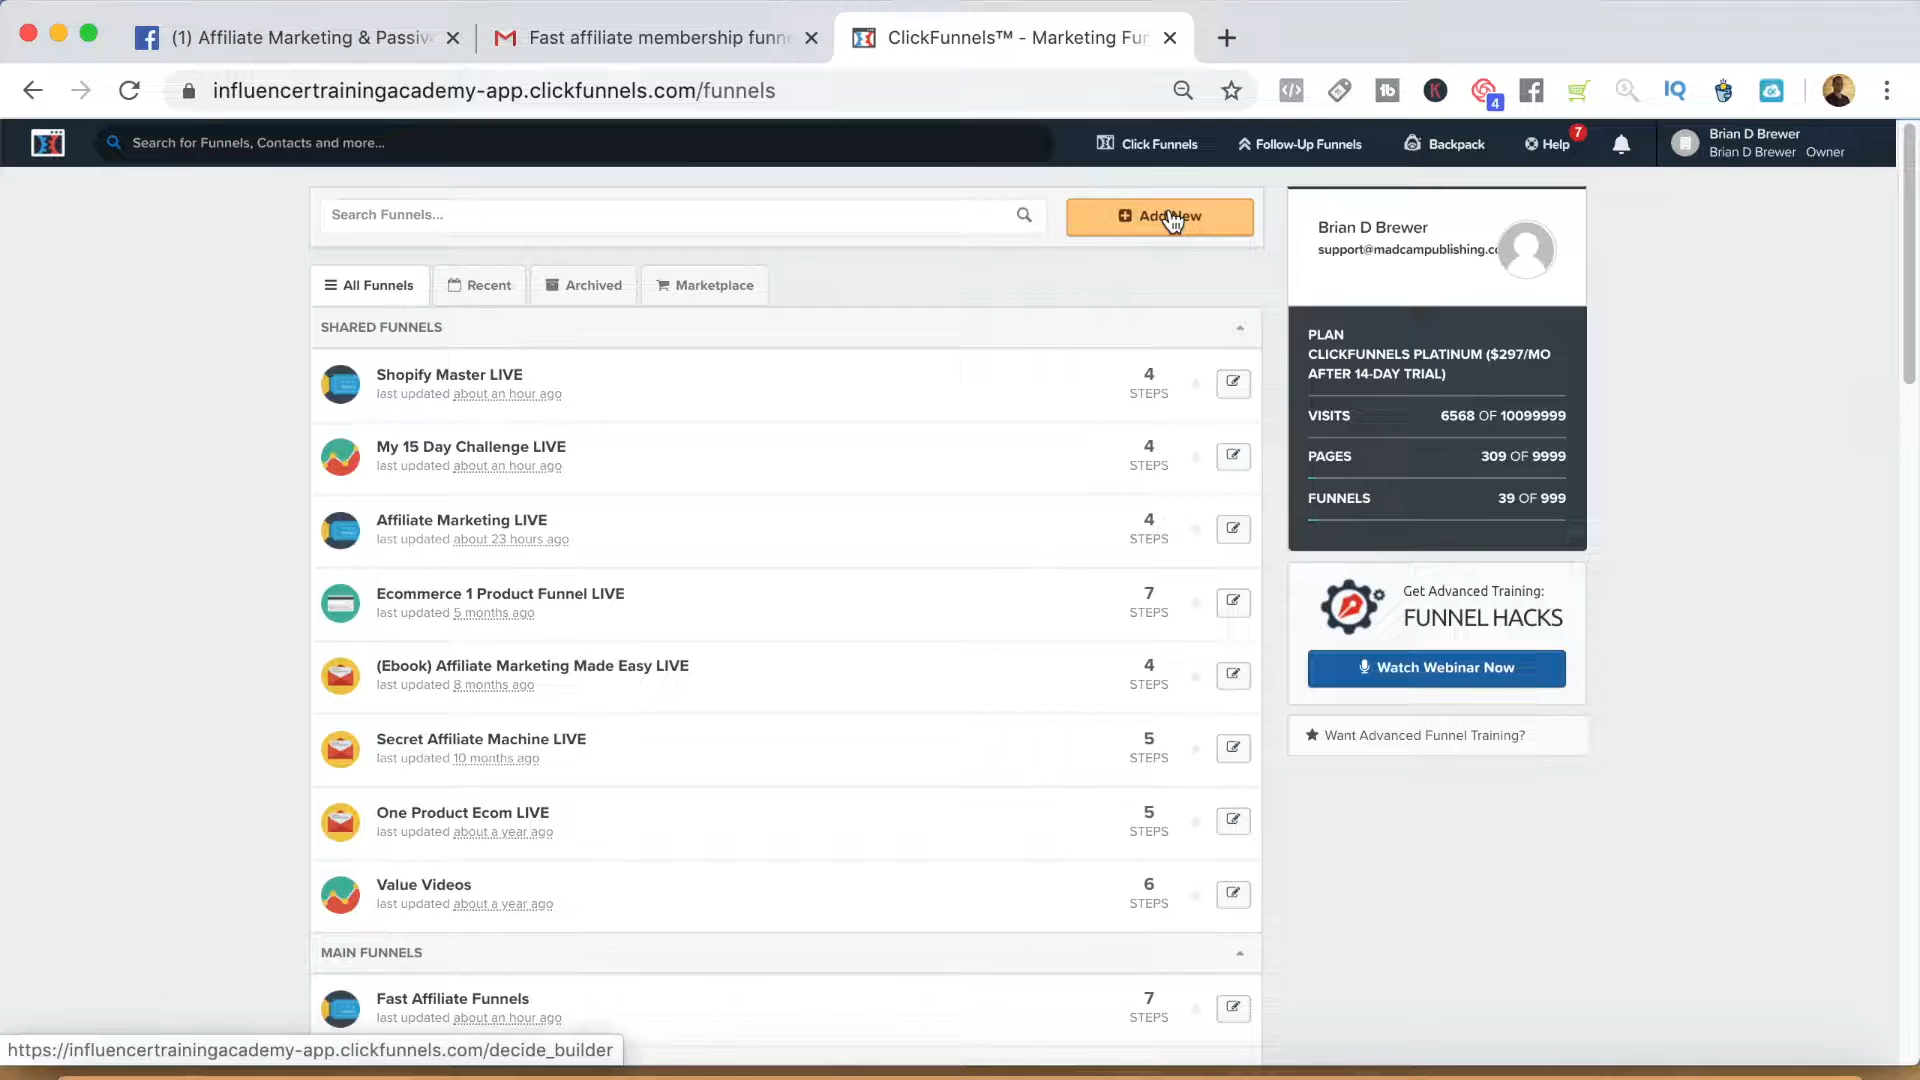 (1) Affiliate Marketing & Passiv
Fast affiliate membership funn
ClickFunnels™ - Marketing Fun
influencertrainingacademy-app.clickfunnels.com/funnels
4
Search for Funnels, Contacts and more...
Click Funnels
Follow-Up Funnels
Backpack
Help
7
Brian D Brewer
Brian D Brewer Owner
Search Funnels...
Add New
All Funnels
Recent
Archived
Marketplace
SHARED FUNNELS
Shopify Master LIVE
last updated about an hour ago
4
STEPS
My 15 Day Challenge LIVE
last updated about an hour ago
4
STEPS
Affiliate Marketing LIVE
last updated about 23 hours ago
4
STEPS
Ecommerce 1 Product Funnel LIVE
last updated 5 months ago
7
STEPS
(Ebook) Affiliate Marketing Made Easy LIVE
last updated 8 months ago
4
STEPS
Secret Affiliate Machine LIVE
last updated 10 months ago
5
STEPS
One Product Ecom LIVE
last updated about a year ago
5
STEPS
Value Videos
last updated about a year ago
6
STEPS
MAIN FUNNELS
Fast Affiliate Funnels
last updated about an hour ago
7
STEPS
Brian D Brewer
support@madcampublishing.co
PLAN
CLICKFUNNELS PLATINUM ($297/MO
AFTER 14-DAY TRIAL)
VISITS 6568 OF 10099999
PAGES 309 OF 9999
FUNNELS 39 OF 999
Get Advanced Training:
FUNNEL HACKS
Watch Webinar Now
Want Advanced Funnel Training?
https://influencertrainingacademy-app.clickfunnels.com/decide_builder